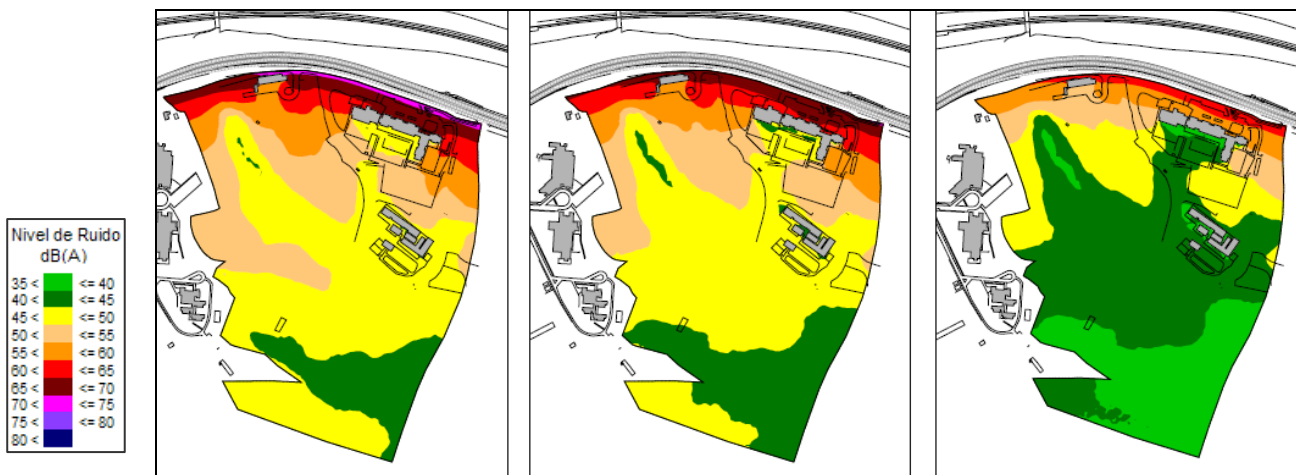 Nivel de Ruido
dB(A)
35 < <= 40
40 < <= 45
45 < <= 50
50 < <= 55
55 < <= 60
60 < <= 65
65 < <= 70
70 < <= 75
75 < <= 80
80 <